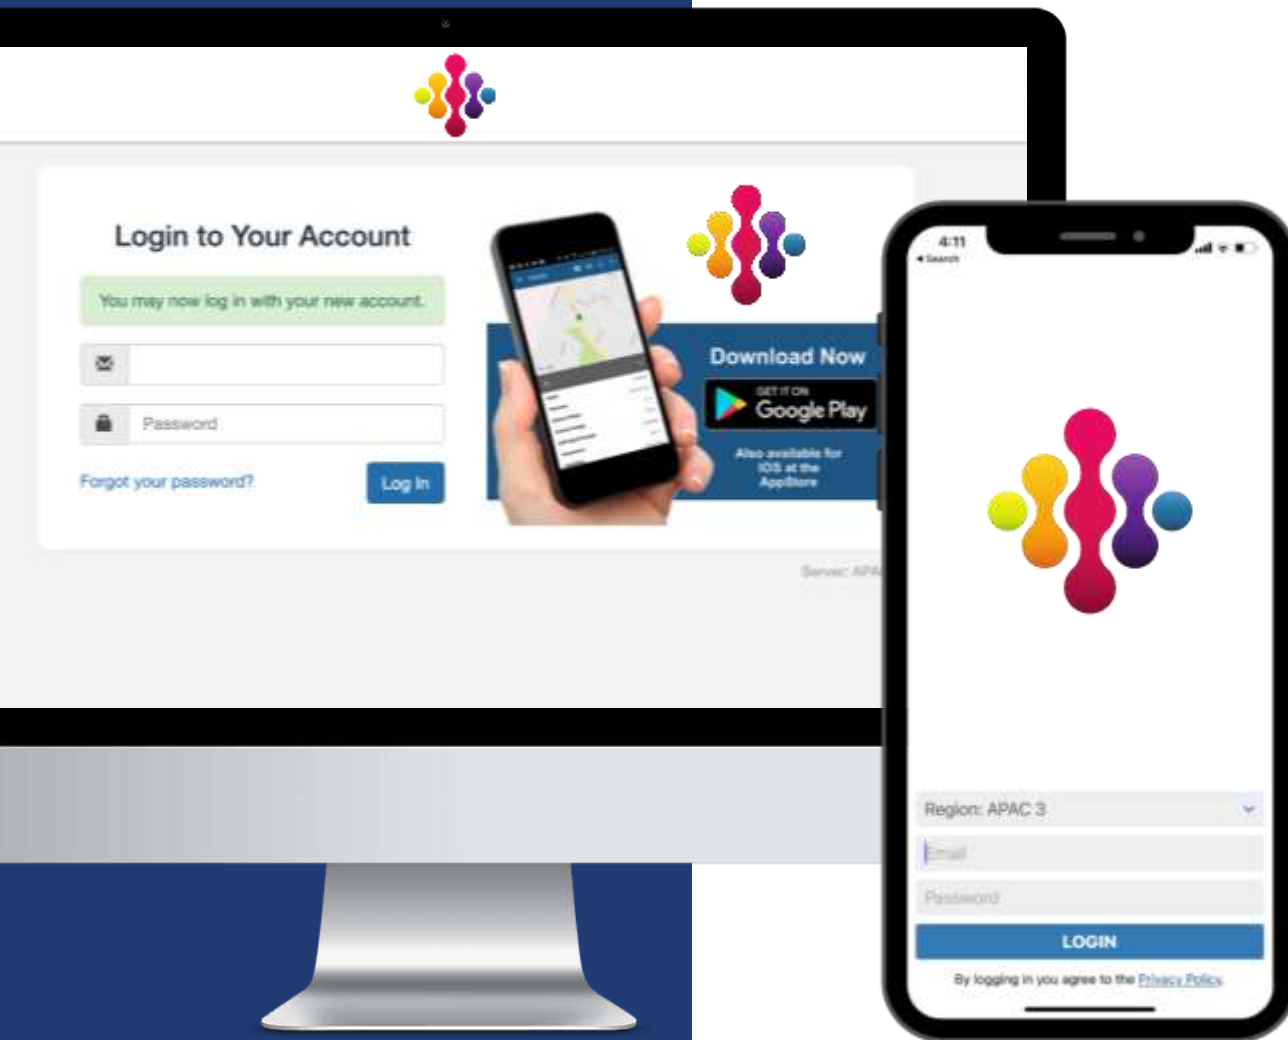 Login to Your Account
You may now log in with your new account.
Password
Forgot your password?
Log In
Download Now
GET IT ON
Google Play
Also available for
IOS at the
AppStore
Server: APA
4:11
Search
Region: APAC 3
Email
Password
LOGIN
By logging in you agree to the Privacy Policy.